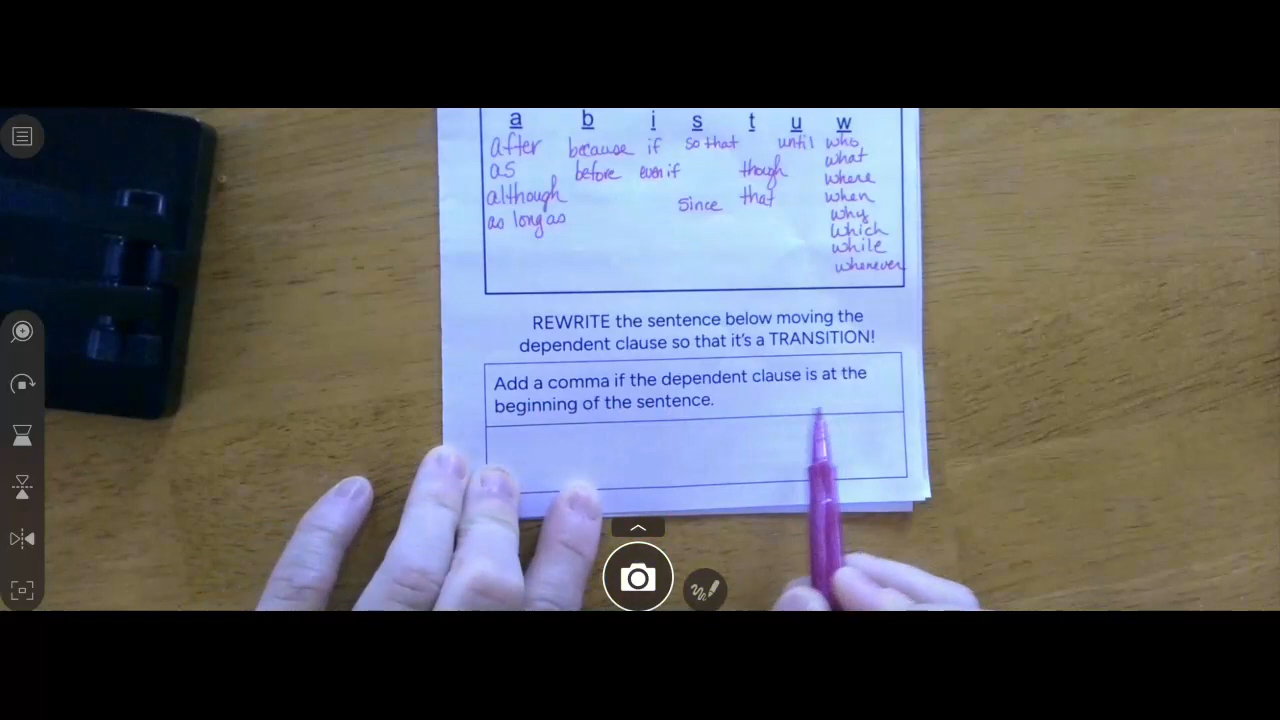 a b i s t u w
after because if so that until who
as before even if though what
although since that where
as long as when
why
which
while
whenever
REWRITE the sentence below moving the
dependent clause so that it's a TRANSITION!
Add a comma if the dependent clause is at the
beginning of the sentence.